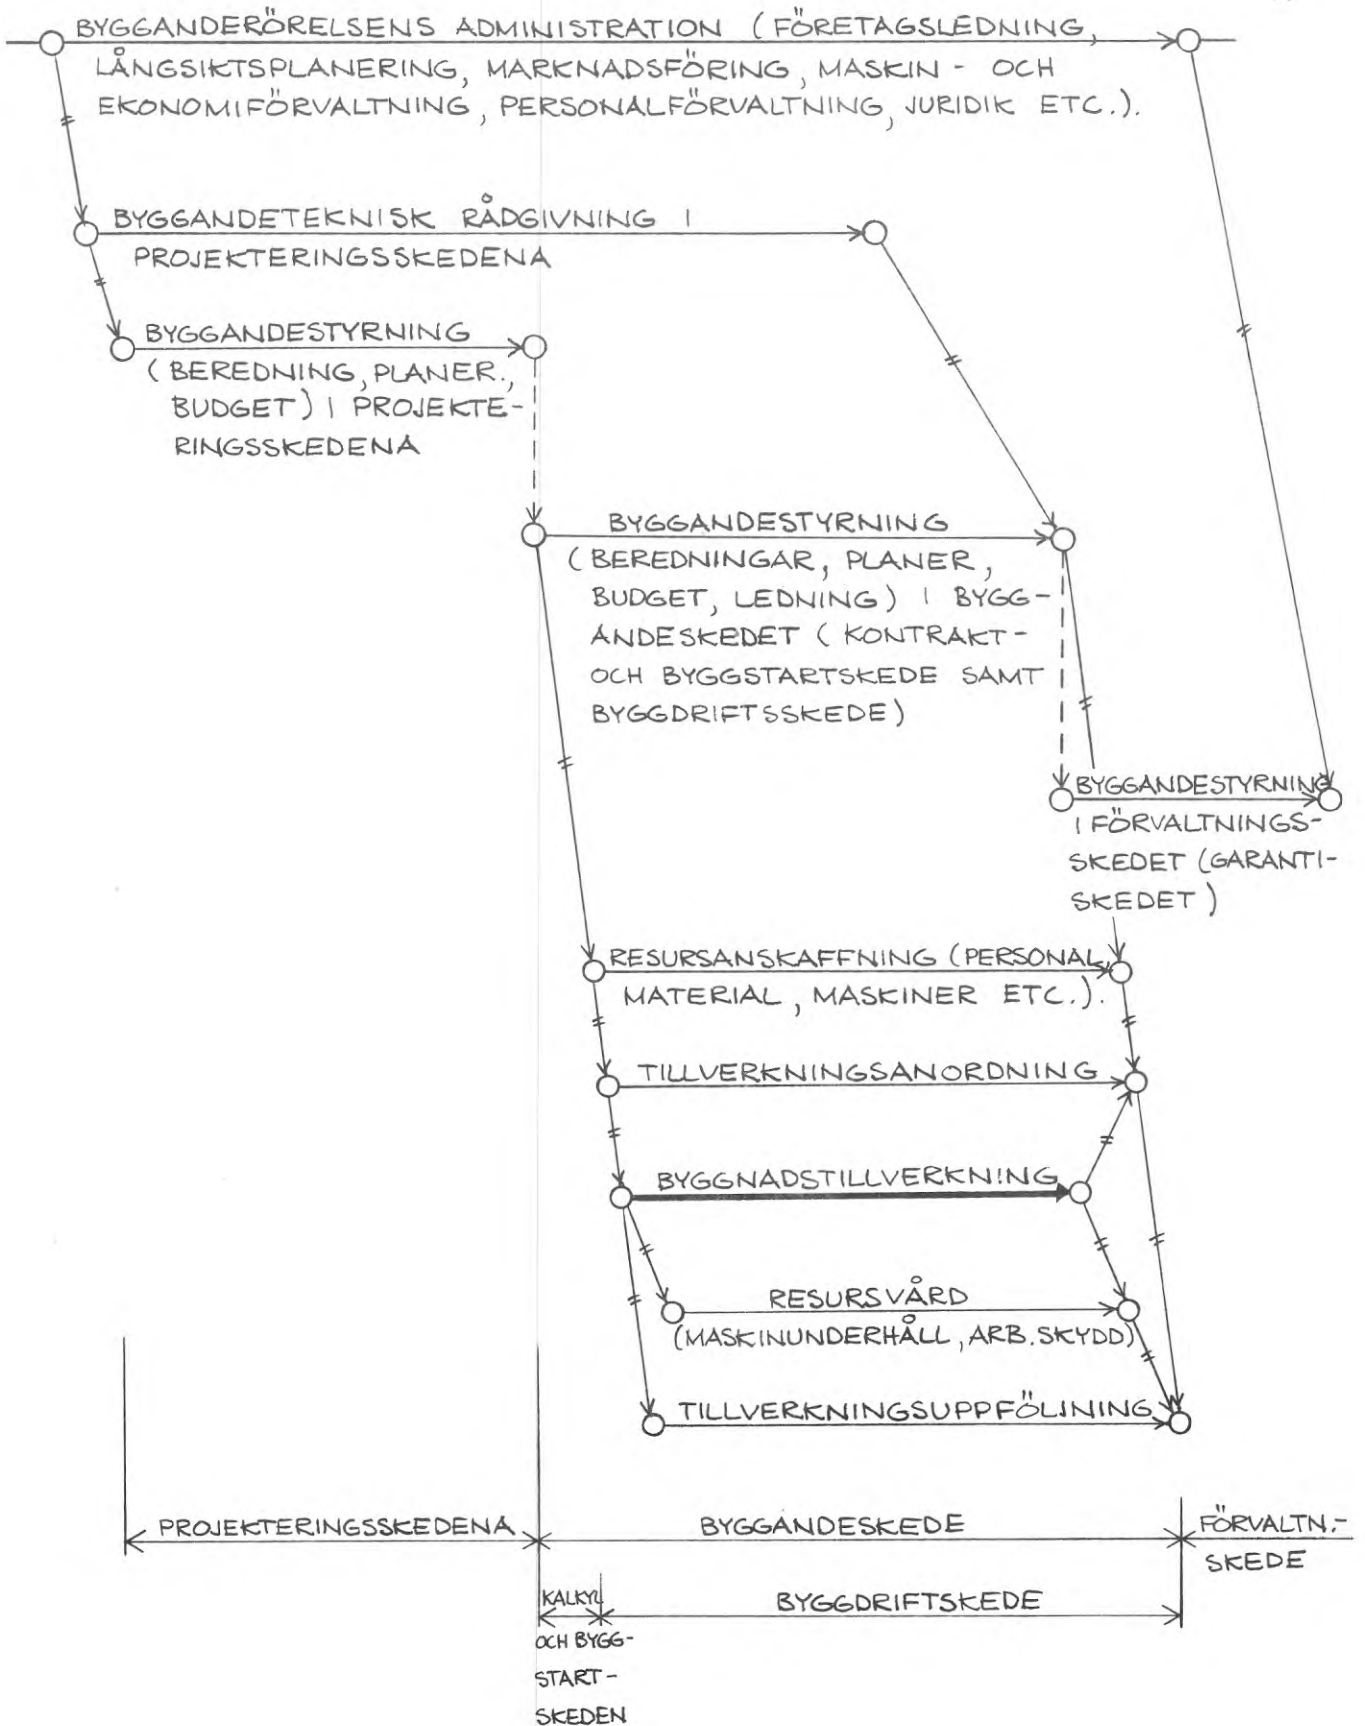 BYGGANDERÖRELSENS ADMINISTRATION (FÖRETAGSLEDNING,
LÅNGSIKTSPLANERING, MARKNADSFÖRING, MASKIN- OCH
EKONOMIFÖRVALTNING, PERSONALFÖRVALTNING, JURIDIK ETC.).
BYGGANDETEKNISK RÅDGIVNING I
PROJEKTERINGSSKEDENA
BYGGANDESTYRNING
(BEREDNING, PLANER.,
BUDGET) I PROJEKTE-
RINGSSKEDENA
BYGGANDESTYRNING
(BEREDNINGAR, PLANER,
BUDGET, LEDNING) I BYGG-
ANDESKEDET (KONTRAKT-
OCH BYGGSTARTSKEDE SAMT
BYGGDRIFTSSKEDE)
BYGGANDESTYRNING
I FÖRVALTNINGS-
SKEDET (GARANTI-
SKEDET)
RESURSANSKAFFNING (PERSONAL,
MATERIAL, MASKINER ETC.).
TILLVERKNINGSANORDNING
BYGGNADSTILLVERKNING
RESURSVÅRD
(MASKINUNDERHÅLL, ARB. SKYDD)
TILLVERKNINGSUPPFÖLJNING
PROJEKTERINGSSKEDENA
BYGGANDESKEDE
FÖRVALTN.-
SKEDE
KALKYL
OCH BYGG-
START-
SKEDEN
BYGGDRIFTSKEDE